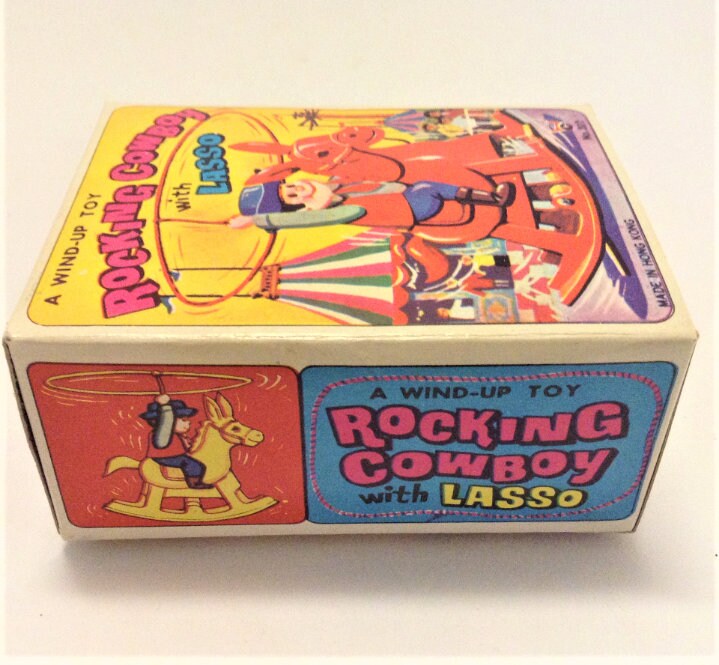 A WIND-UP TOY
ROCKING COWBOY
with LASSO
MADE IN HONG KONG
A WIND-UP TOY
ROCKING
COWBOY
with LASSO